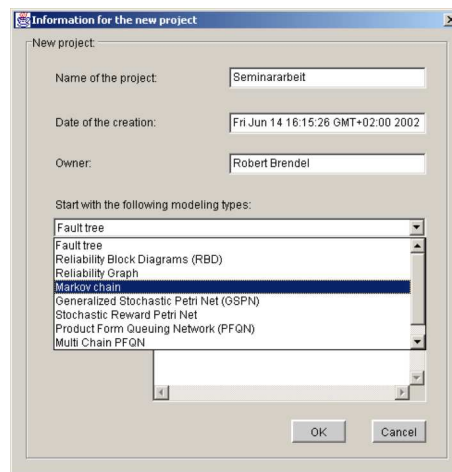 Information for the new project
New project:
Name of the project: Seminararbeit
Date of the creation: Fri Jun 14 16:15:26 GMT+02:00 2002
Owner: Robert Brendel
Start with the following modeling types:
Fault tree
Fault tree
Reliability Block Diagrams (RBD)
Reliability Graph
Markov chain
Generalized Stochastic Petri Net (GSPN)
Stochastic Reward Petri Net
Product Form Queuing Network (PFQN)
Multi Chain PFQN
OK Cancel